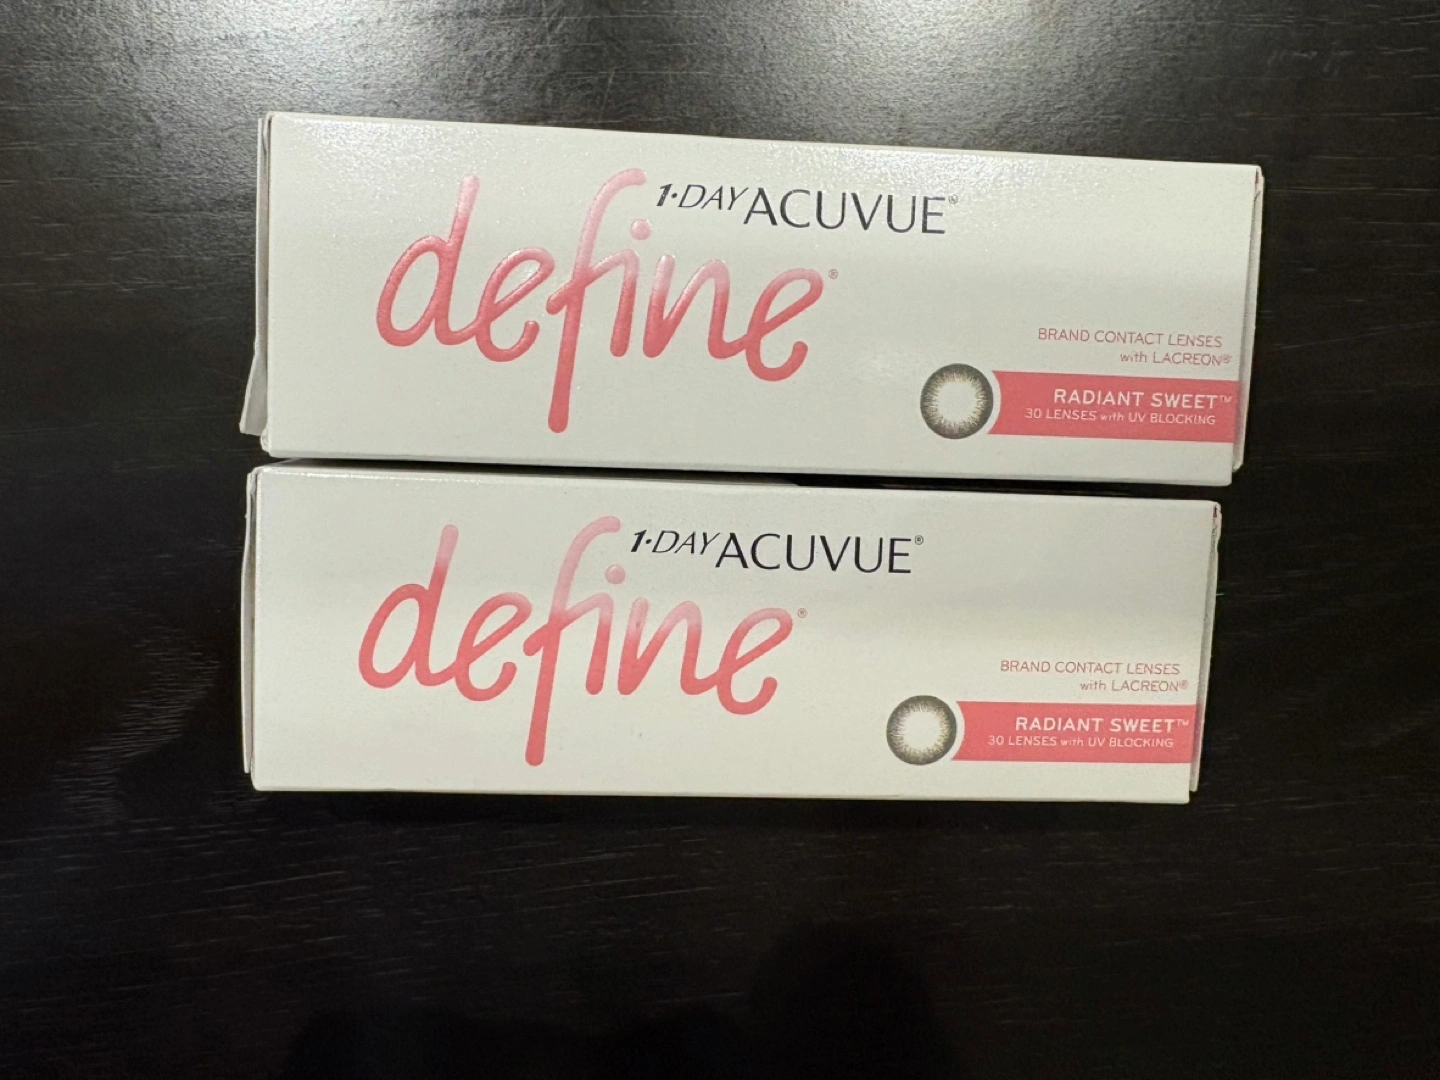 1·DAY ACUVUE®
define®
BRAND CONTACT LENSES
with LACREON®
RADIANT SWEET™
30 LENSES with UV BLOCKING
1·DAY ACUVUE®
define®
BRAND CONTACT LENSES
with LACREON®
RADIANT SWEET™
30 LENSES with UV BLOCKING